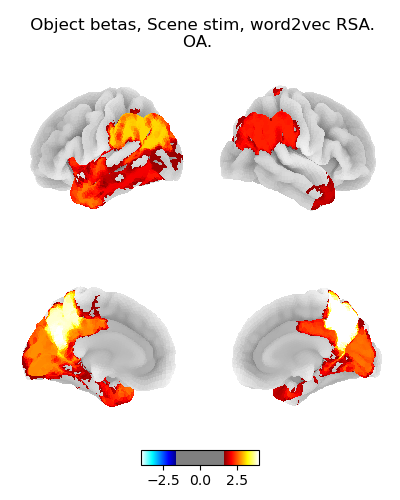 Object betas, Scene stim, word2vec RSA.
OA.
−2.5 0.0 2.5